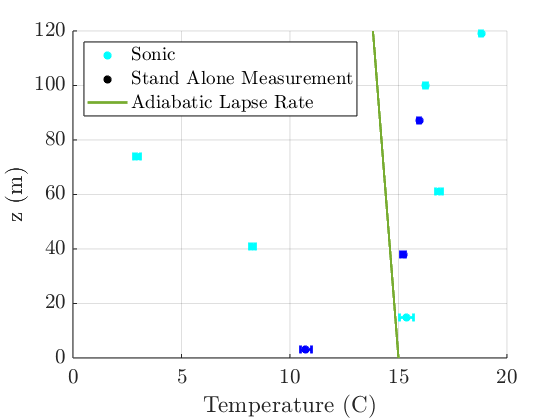 120
100
80
60
40
20
0
z (m)
Sonic
Stand Alone Measurement
Adiabatic Lapse Rate
0 5 10 15 20
Temperature (C)